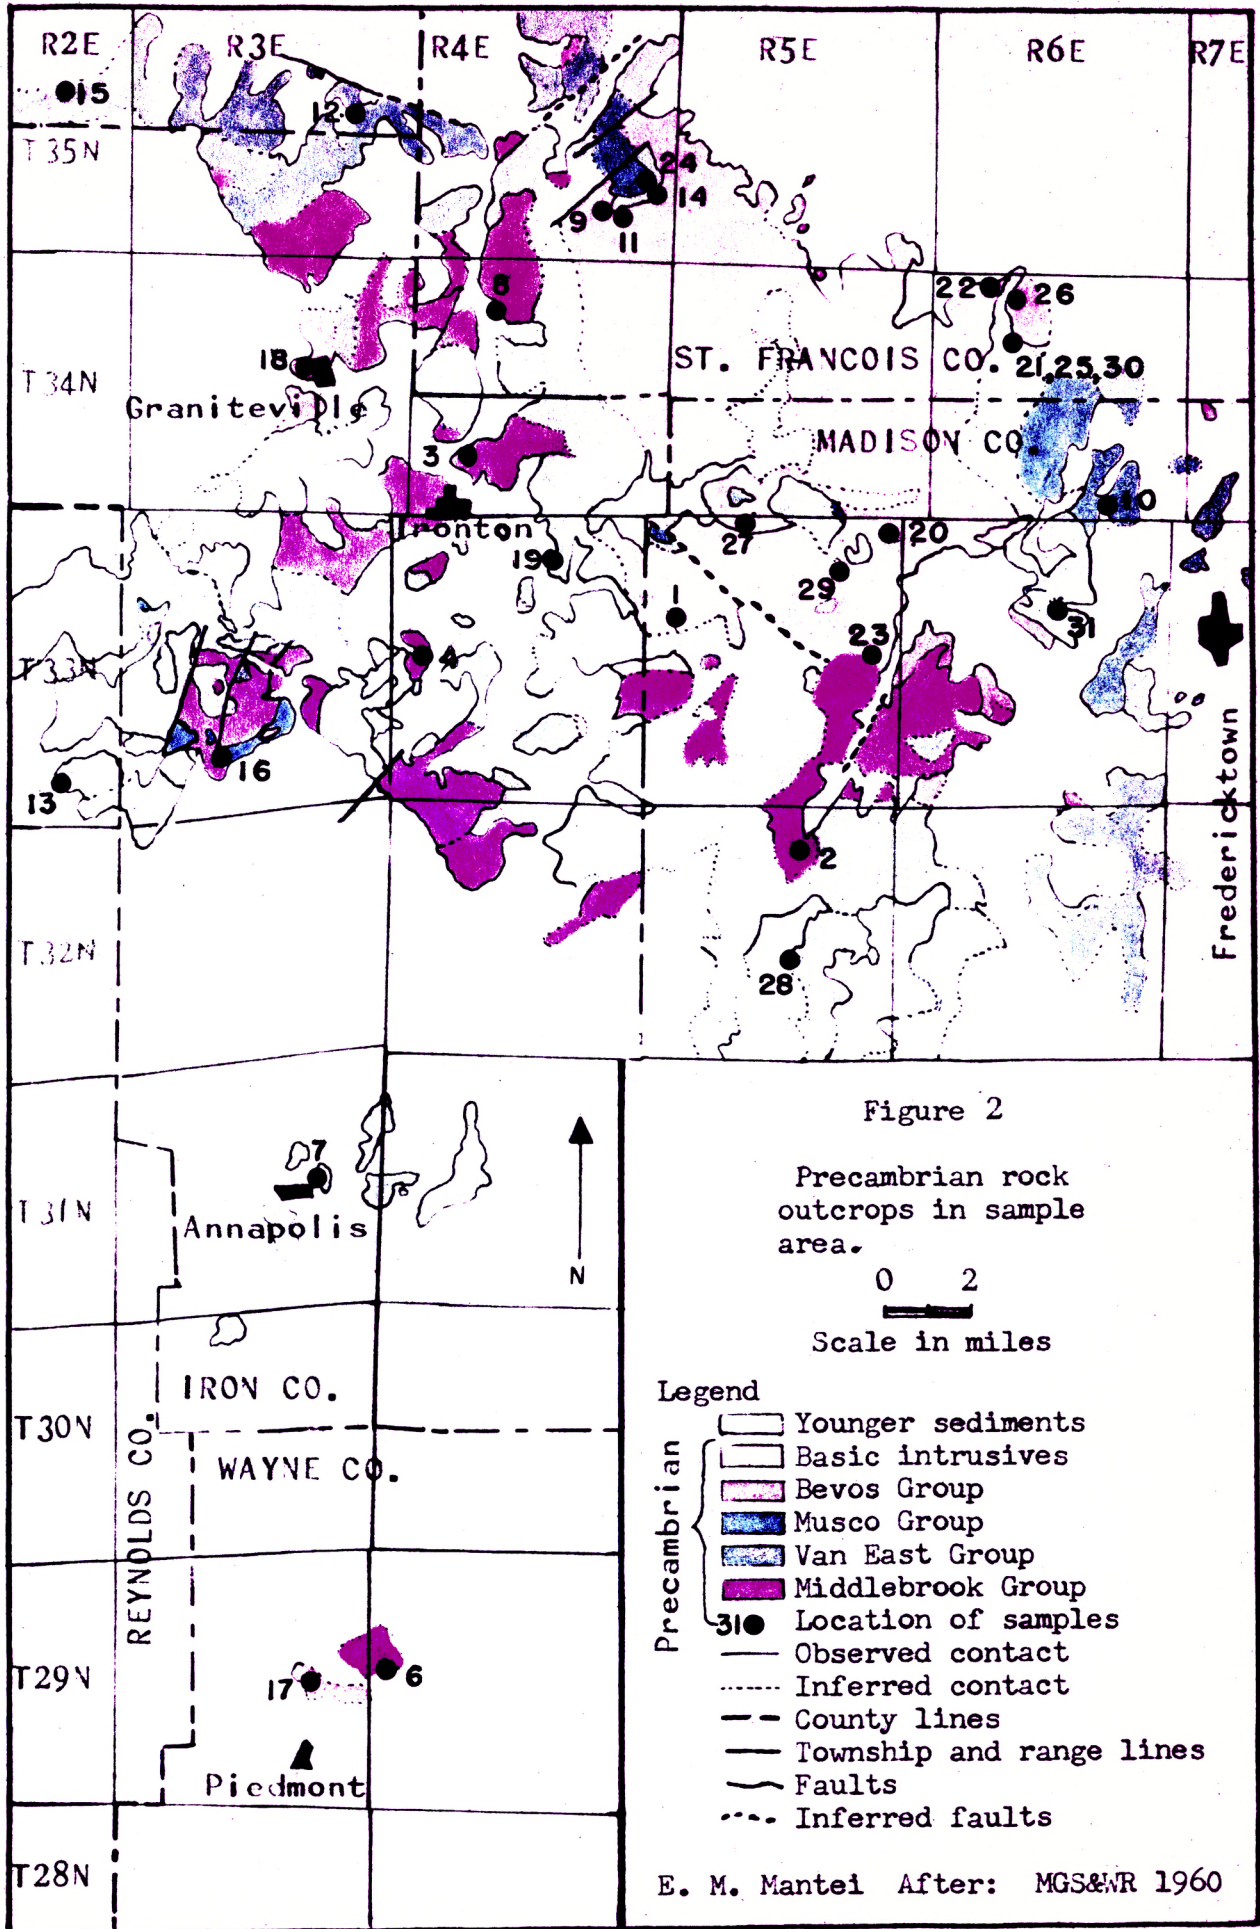 R2E R3E R4E R5E R6E R7E
15
12
T35N
24
14
9
11
8
22 26
18
ST. FRANCOIS CO. 21,25,30
T34N
Graniteville
MADISON CO
3
10
Ironton
27 20
19
29
1
31
23
T33N
4
16
13
2
Fredericktown
T32N
28
7
T31N
Annapolis
N
IRON CO.
T30N
REYNOLDS CO.
WAYNE CO.
T29N
17 6
Piedmont
T28N
Figure 2
Precambrian rock
outcrops in sample
area.
0 2
Scale in miles
Legend
Precambrian
Younger sediments
Basic intrusives
Bevos Group
Musco Group
Van East Group
Middlebrook Group
31 Location of samples
Observed contact
Inferred contact
County lines
Township and range lines
Faults
Inferred faults
E. M. Mantei After: MGS&WR 1960